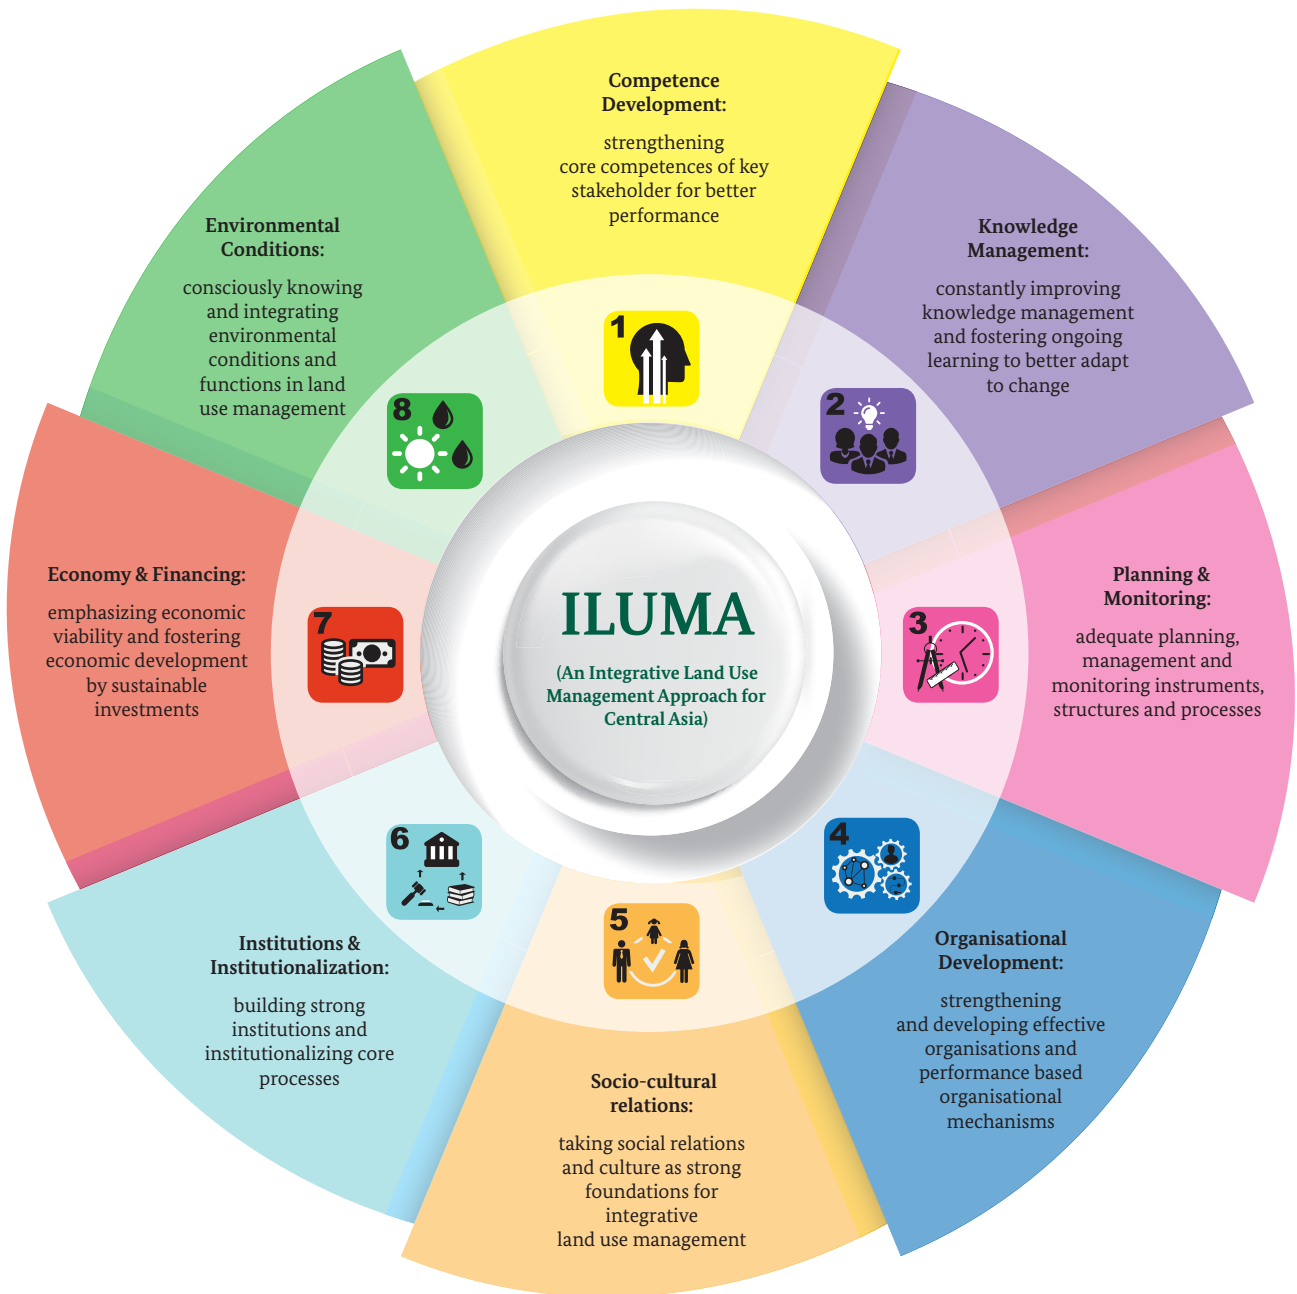 Competence
Development:
strengthening
core competences of key
stakeholder for better
performance
1
Knowledge
Management:
constantly improving
knowledge management
and fostering ongoing
learning to better adapt
to change
2
Planning &
Monitoring:
adequate planning,
management and
monitoring instruments,
structures and processes
3
Organisational
Development:
strengthening
and developing effective
organisations and
performance based
organisational
mechanisms
4
Socio-cultural
relations:
taking social relations
and culture as strong
foundations for
integrative
land use management
5
Institutions &
Institutionalization:
building strong
institutions and
institutionalizing core
processes
6
Economy & Financing:
emphasizing economic
viability and fostering
economic development
by sustainable
investments
7
Environmental
Conditions:
consciously knowing
and integrating
environmental
conditions and
functions in land
use management
8
ILUMA
(An Integrative Land Use
Management Approach for
Central Asia)